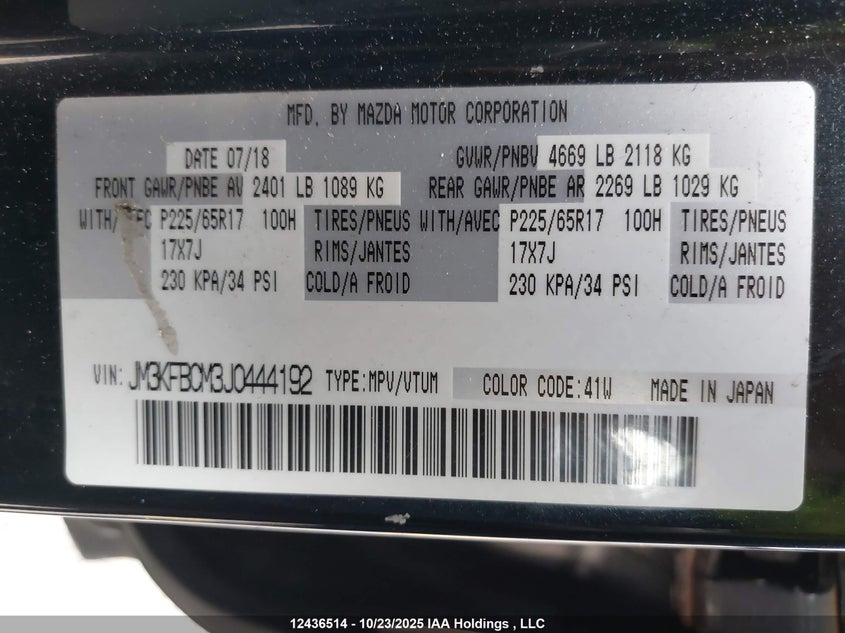 MFD. BY MAZDA MOTOR CORPORATION
DATE 07/18 GVWR/PNBV 4669 LB 2118 KG
FRONT GAWR/PNBE AV 2401 LB 1089 KG REAR GAWR/PNBE AR 2269 LB 1029 KG
WITH/AVEC P225/65R17 100H TIRES/PNEUS WITH/AVEC P225/65R17 100H TIRES/PNEUS
17X7J RIMS/JANTES 17X7J RIMS/JANTES
230 KPA/34 PSI COLD/A FROID 230 KPA/34 PSI COLD/A FROID
VIN: JM3KFBCM3J0444192 TYPE:MPV/VTUM COLOR CODE:41W MADE IN JAPAN
12436514 - 10/23/2025 IAA Holdings , LLC